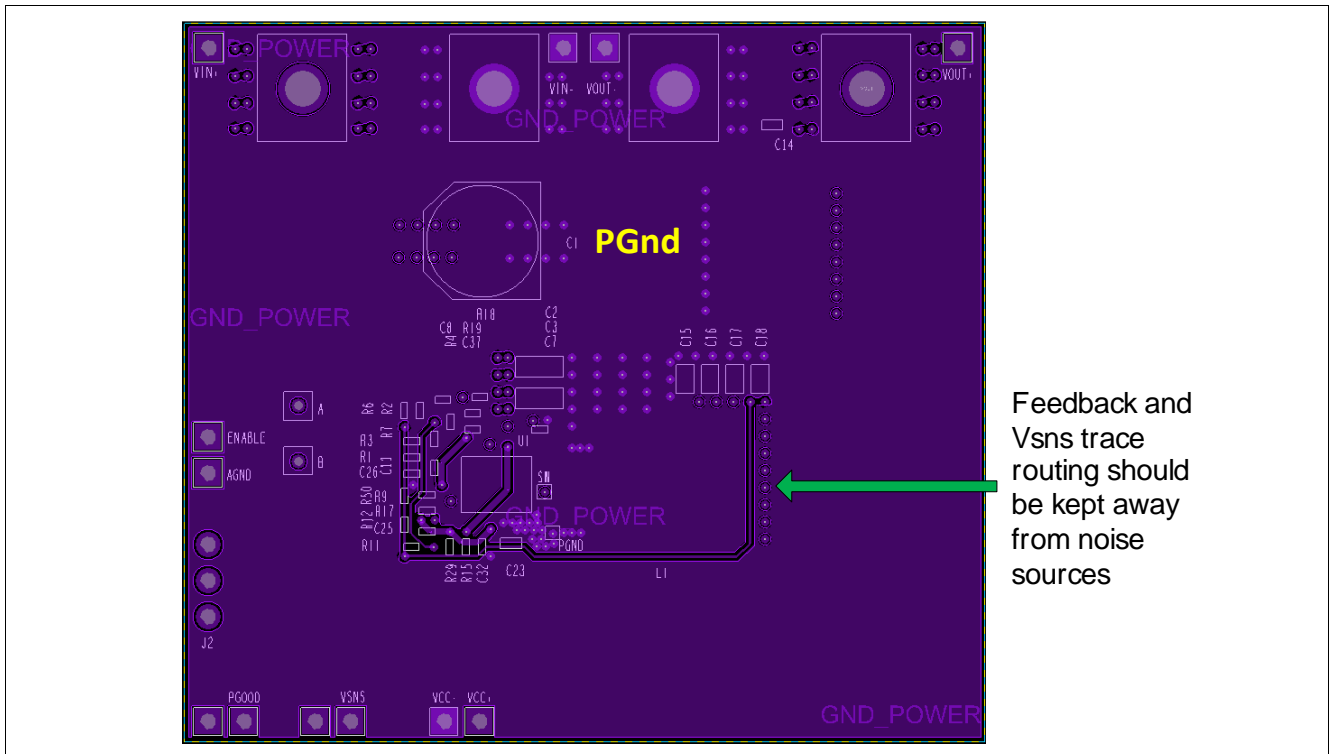 GND_POWER
VIN+
VIN-
VOUT-
VOUT+
GND_POWER
C14
C1
PGnd
GND_POWER
R18
C2
C8
R19
C3
R4
C37
C7
C15
C16
C17
C18
A
R6
R2
R7
ENABLE
R3
U1
B
R1
AGND
C26
C11
SW
R50
R9
R17
R12
C25
GND_POWER
R11
PGND
R29
R15
C32
C23
L1
J2
PGOOD
VSNS
VCC-
VCC+
GND_POWER
Feedback and
Vsns trace
routing should
be kept away
from noise
sources